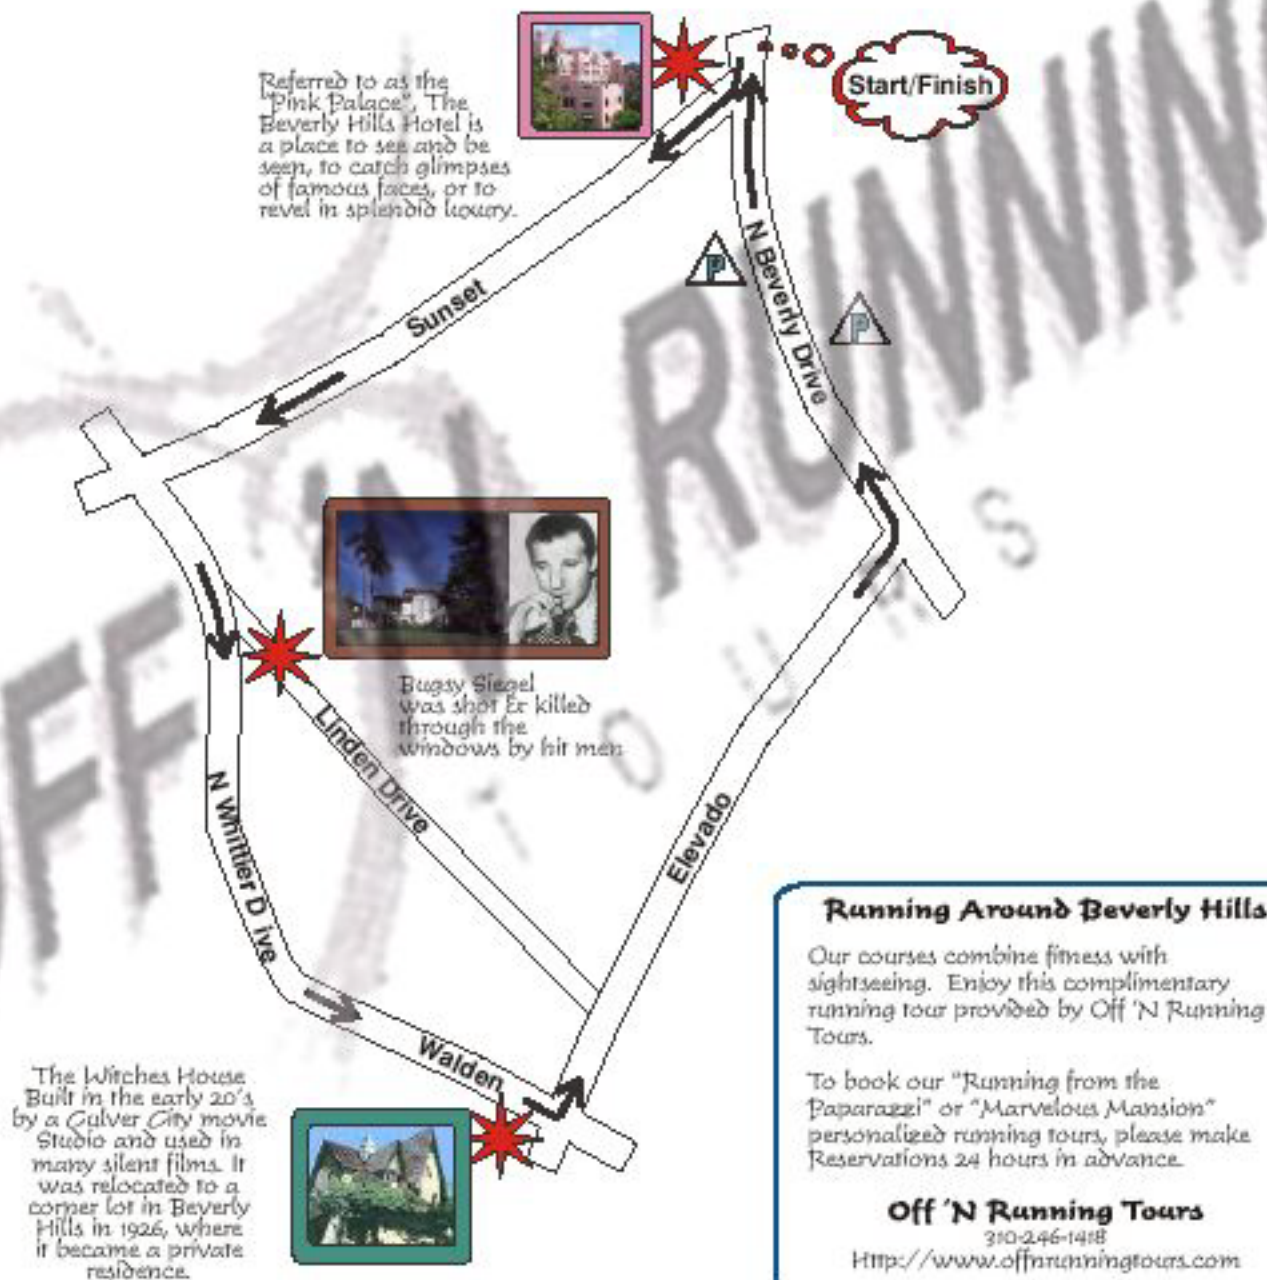 Referred to as the
"Pink Palace", The
Beverly Hills Hotel is
a place to see and be
seen, to catch glimpses
of famous faces, or to
revel in splendid luxury.
Start/Finish
Sunset
P
N Beverly Drive
P
Bugsy Siegel
was shot & killed
through the
windows by hit men
Linden Drive
N Whittier D ive
Elevado
Walden
The Witches House
Built in the early 20's
by a Culver City movie
Studio and used in
many silent films. It
was relocated to a
corner lot in Beverly
Hills in 1926, where
it became a private
residence.
Running Around Beverly Hills
Our courses combine fitness with
sightseeing. Enjoy this complimentary
running tour provided by Off 'N Running
Tours.
To book our "Running from the
Paparazzi" or "Marvelous Mansion"
personalized running tours, please make
Reservations 24 hours in advance.
Off 'N Running Tours
310-246-1418
Http://www.offnrunningtours.com
OFF 'N RUNNIN
T O U R S